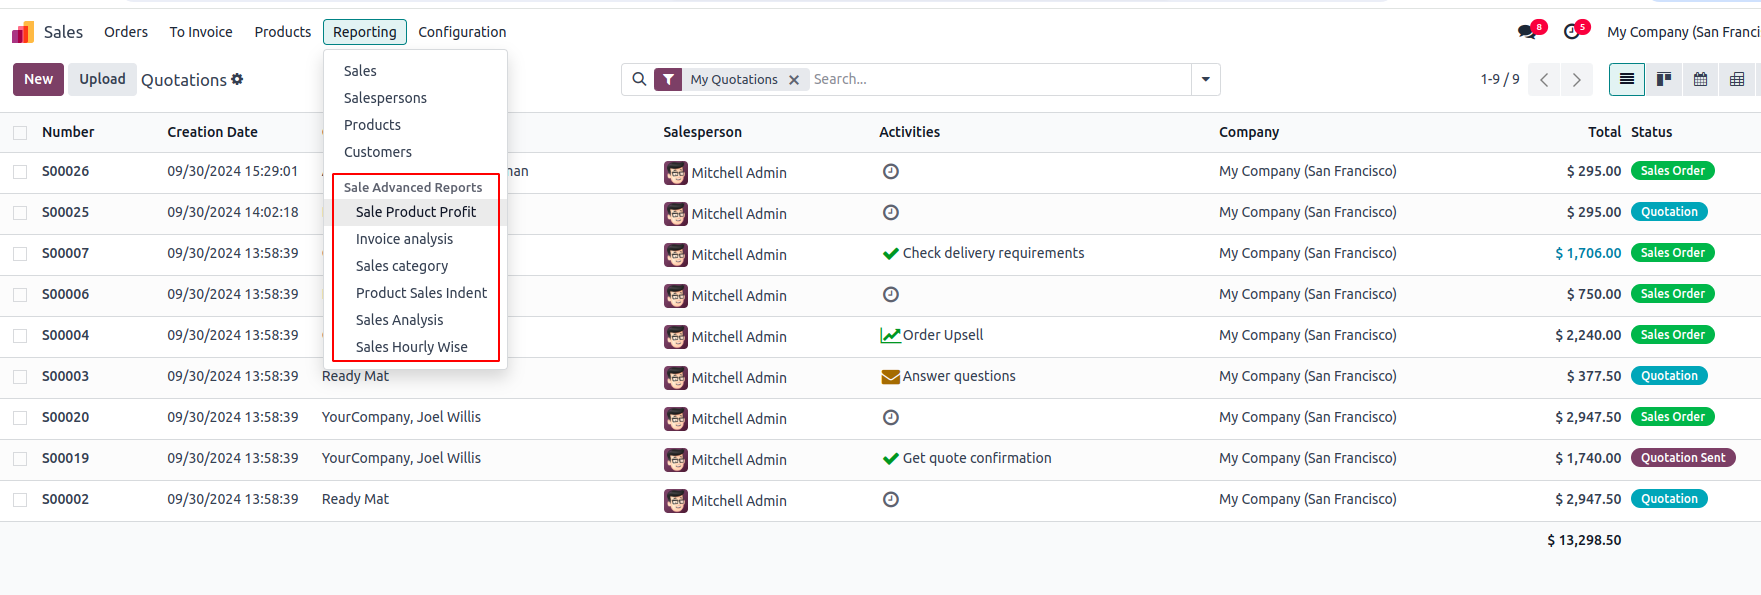 Sales Orders To Invoice Products Reporting Configuration 8 5 My Company (San Franci
New Upload Quotations My Quotations Search... 1-9 / 9
Sales
Salespersons
Products
Customers
Sale Advanced Reports
Sale Product Profit
Invoice analysis
Sales category
Product Sales Indent
Sales Analysis
Sales Hourly Wise
Number Creation Date Salesperson Activities Company Total Status
S00026 09/30/2024 15:29:01 Mitchell Admin My Company (San Francisco) $ 295.00 Sales Order
S00025 09/30/2024 14:02:18 Mitchell Admin My Company (San Francisco) $ 295.00 Quotation
S00007 09/30/2024 13:58:39 Mitchell Admin Check delivery requirements My Company (San Francisco) $ 1,706.00 Sales Order
S00006 09/30/2024 13:58:39 Mitchell Admin My Company (San Francisco) $ 750.00 Sales Order
S00004 09/30/2024 13:58:39 Mitchell Admin Order Upsell My Company (San Francisco) $ 2,240.00 Sales Order
S00003 09/30/2024 13:58:39 Ready Mat Mitchell Admin Answer questions My Company (San Francisco) $ 377.50 Quotation
S00020 09/30/2024 13:58:39 YourCompany, Joel Willis Mitchell Admin My Company (San Francisco) $ 2,947.50 Sales Order
S00019 09/30/2024 13:58:39 YourCompany, Joel Willis Mitchell Admin Get quote confirmation My Company (San Francisco) $ 1,740.00 Quotation Sent
S00002 09/30/2024 13:58:39 Ready Mat Mitchell Admin My Company (San Francisco) $ 2,947.50 Quotation
$ 13,298.50